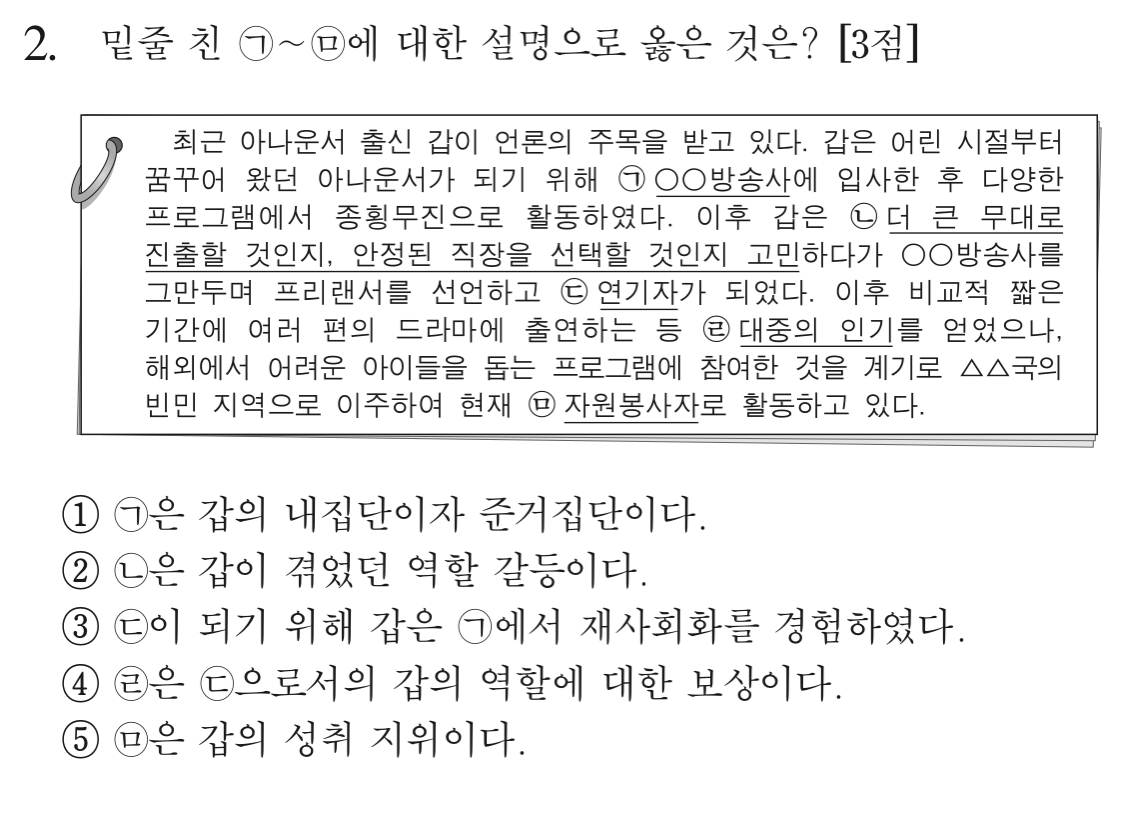 2. 밑줄 친 ㉠~㉤에 대한 설명으로 옳은 것은? [3점]
최근 아나운서 출신 갑이 언론의 주목을 받고 있다. 갑은 어린 시절부터
꿈꾸어 왔던 아나운서가 되기 위해 ㉠ ○○방송사에 입사한 후 다양한
프로그램에서 종횡무진으로 활동하였다. 이후 갑은 ㉡ 더 큰 무대로
진출할 것인지, 안정된 직장을 선택할 것인지 고민하다가 ○○방송사를
그만두며 프리랜서를 선언하고 ㉢ 연기자가 되었다. 이후 비교적 짧은
기간에 여러 편의 드라마에 출연하는 등 ㉣ 대중의 인기를 얻었으나,
해외에서 어려운 아이들을 돕는 프로그램에 참여한 것을 계기로 △△국의
빈민 지역으로 이주하여 현재 ㉤ 자원봉사자로 활동하고 있다.
① ㉠은 갑의 내집단이자 준거집단이다.
② ㉡은 갑이 겪었던 역할 갈등이다.
③ ㉢이 되기 위해 갑은 ㉠에서 재사회화를 경험하였다.
④ ㉣은 ㉢으로서의 갑의 역할에 대한 보상이다.
⑤ ㉤은 갑의 성취 지위이다.